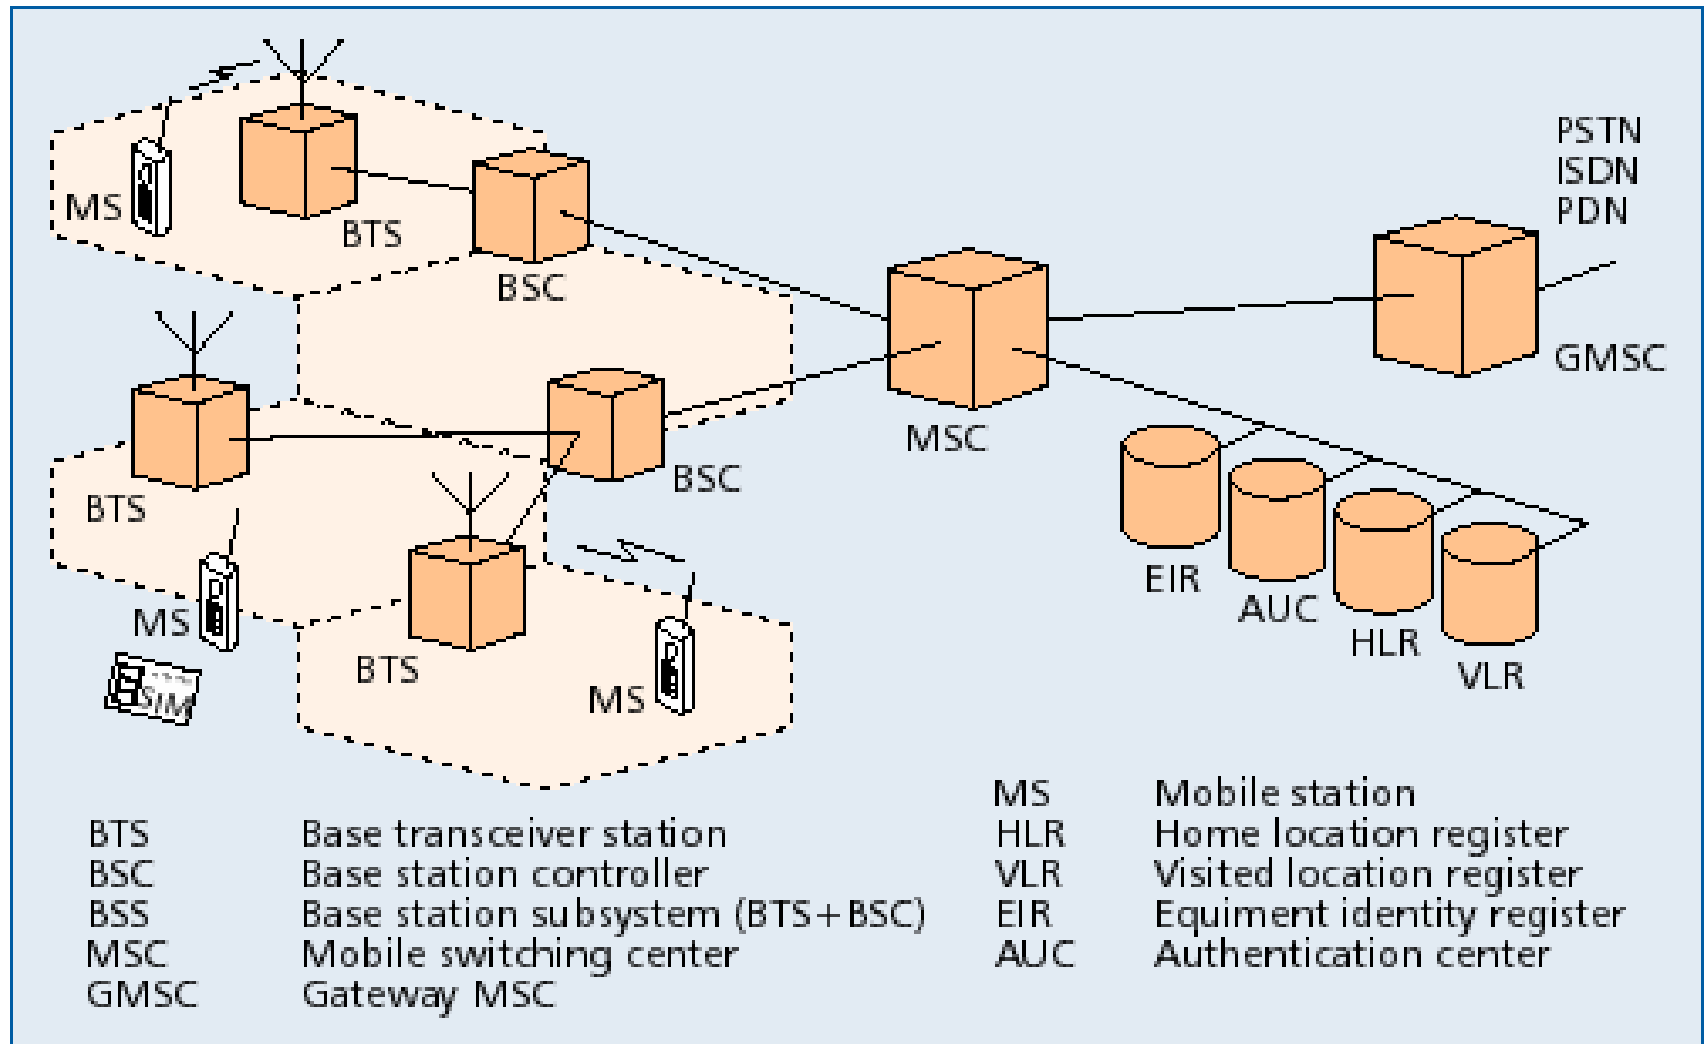 PSTN
ISDN
PDN
MS
BTS
BSC
GMSC
MSC
BSC
BTS
EIR
AUC
HLR
VLR
MS
BTS
MS
SIM
MS Mobile station
BTS Base transceiver station
HLR Home location register
BSC Base station controller
VLR Visited location register
BSS Base station subsystem (BTS+BSC)
EIR Equiment identity register
MSC Mobile switching center
AUC Authentication center
GMSC Gateway MSC